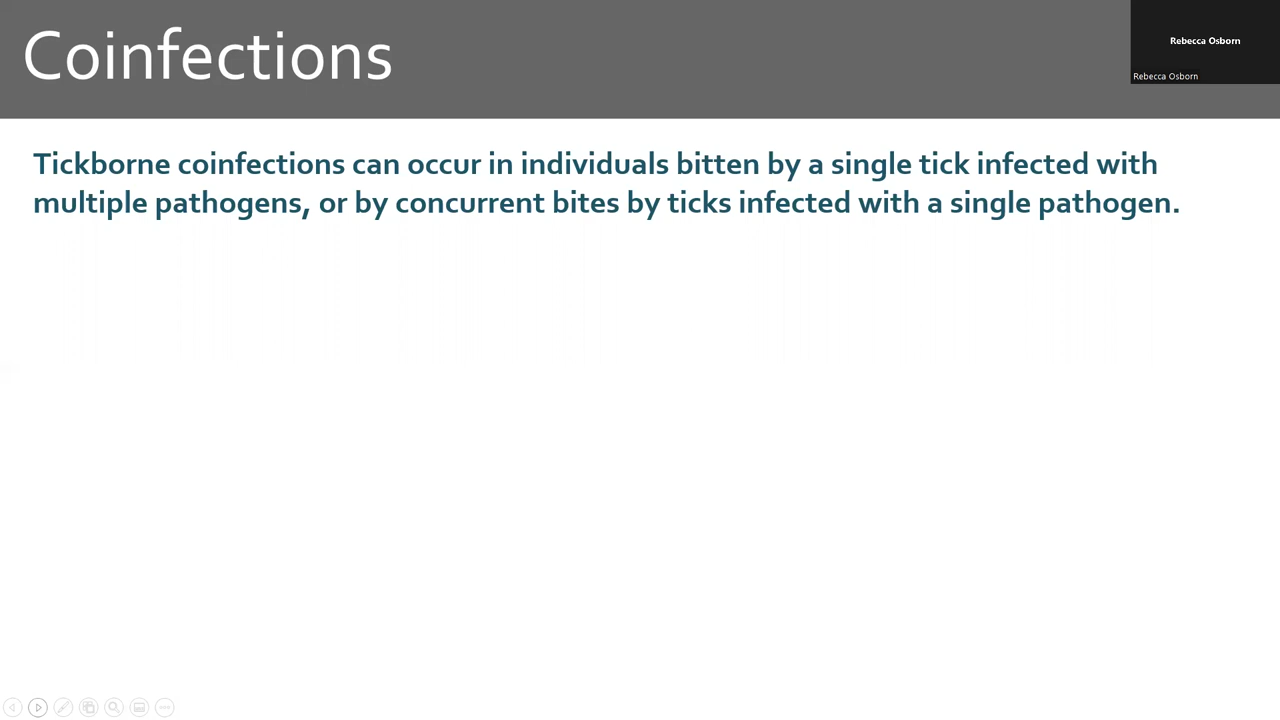 Coinfections
Rebecca Osborn
Rebecca Osborn
Tickborne coinfections can occur in individuals bitten by a single tick infected with
multiple pathogens, or by concurrent bites by ticks infected with a single pathogen.